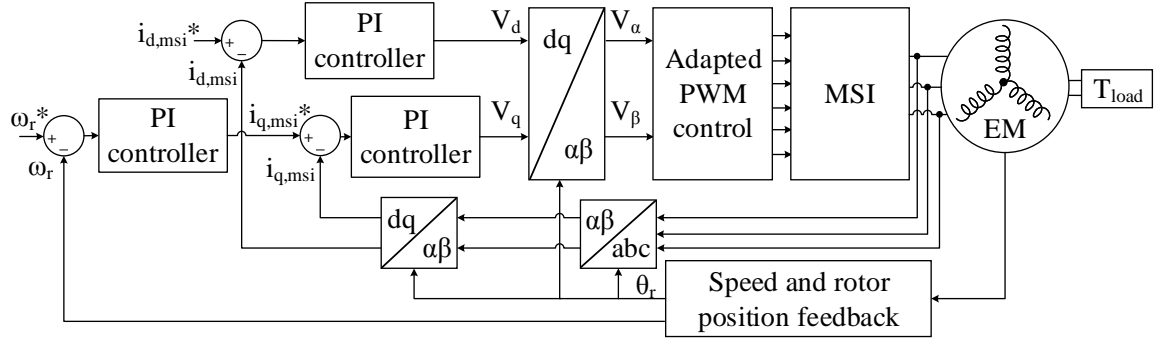 i_d,msi*
PI
controller
V_d
dq
αβ
V_α
Adapted
PWM
control
MSI
EM
T_load
i_d,msi
ω_r*
PI
controller
i_q,msi*
PI
controller
V_q
V_β
ω_r
i_q,msi
dq
αβ
αβ
abc
θ_r
Speed and rotor
position feedback